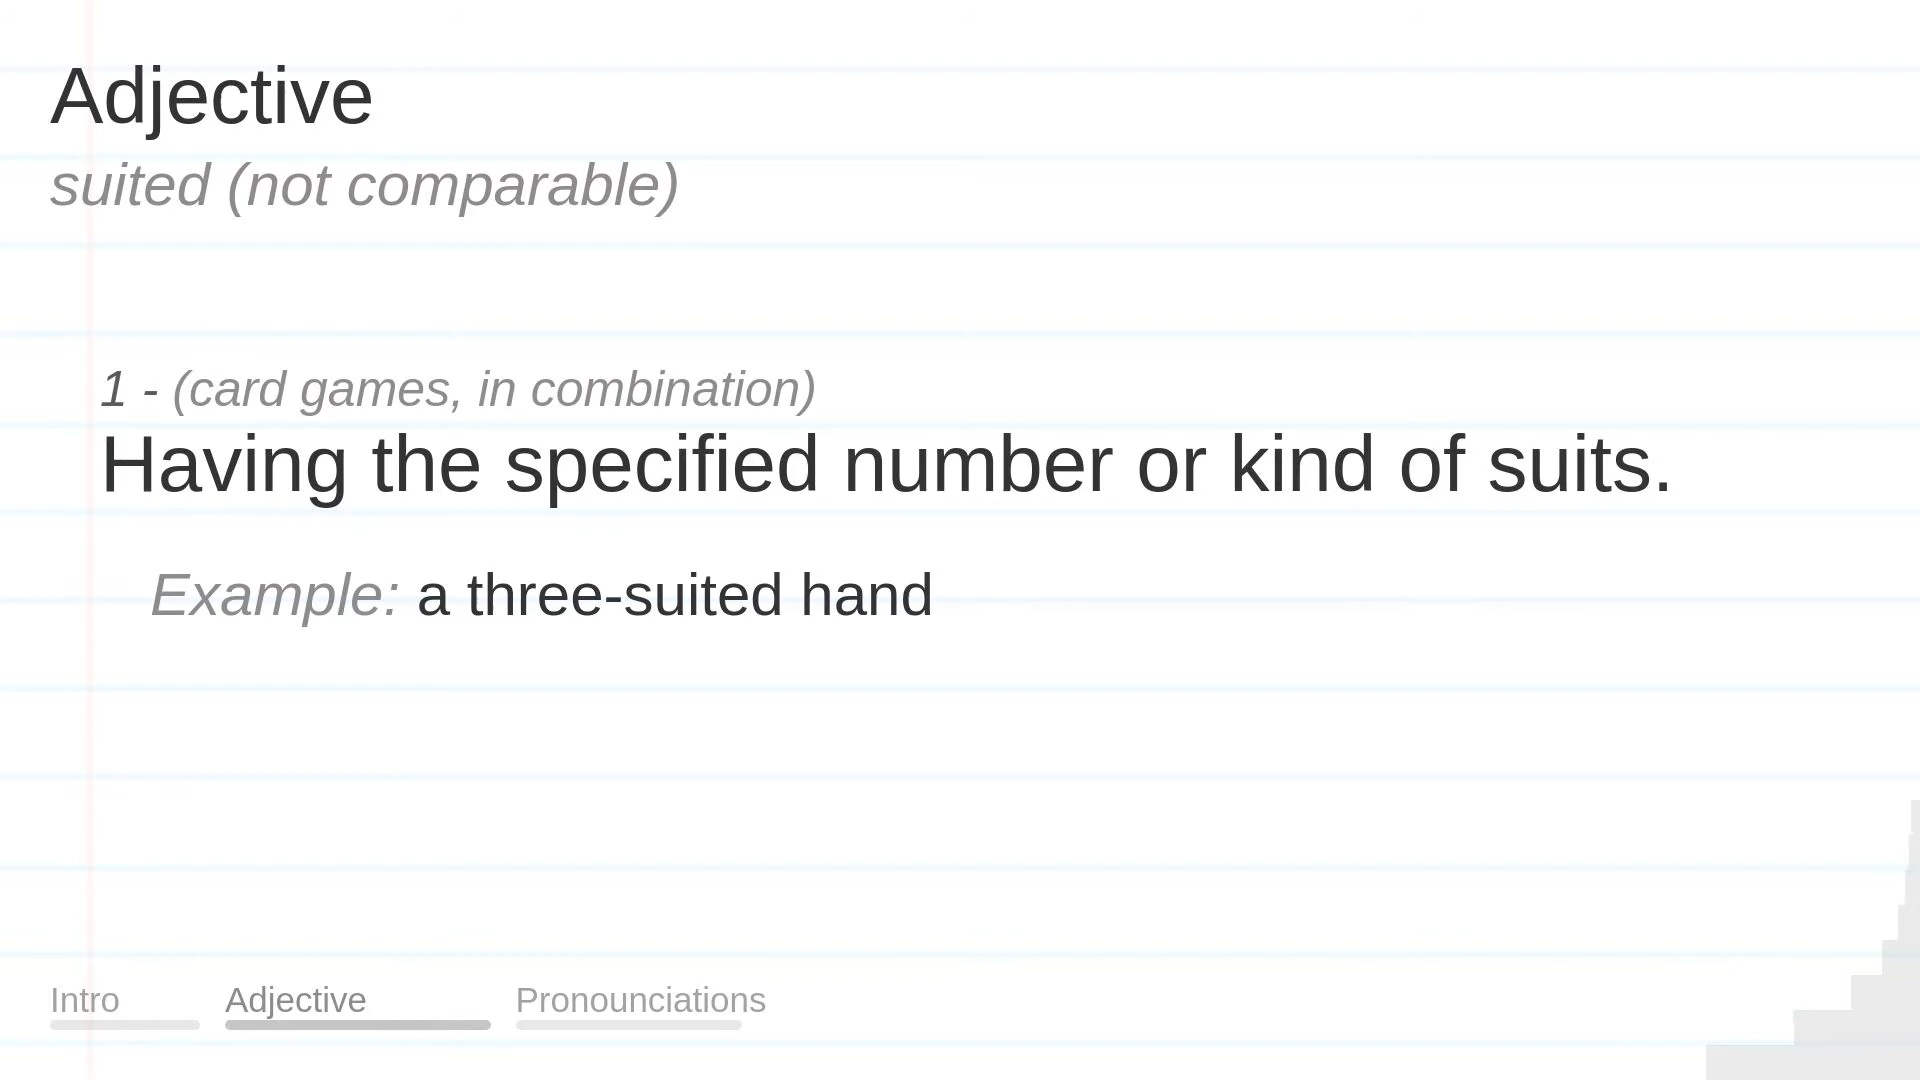 Adjective
suited (not comparable)
1 - (card games, in combination)
Having the specified number or kind of suits.
Example: a three-suited hand
Intro Adjective Pronounciations